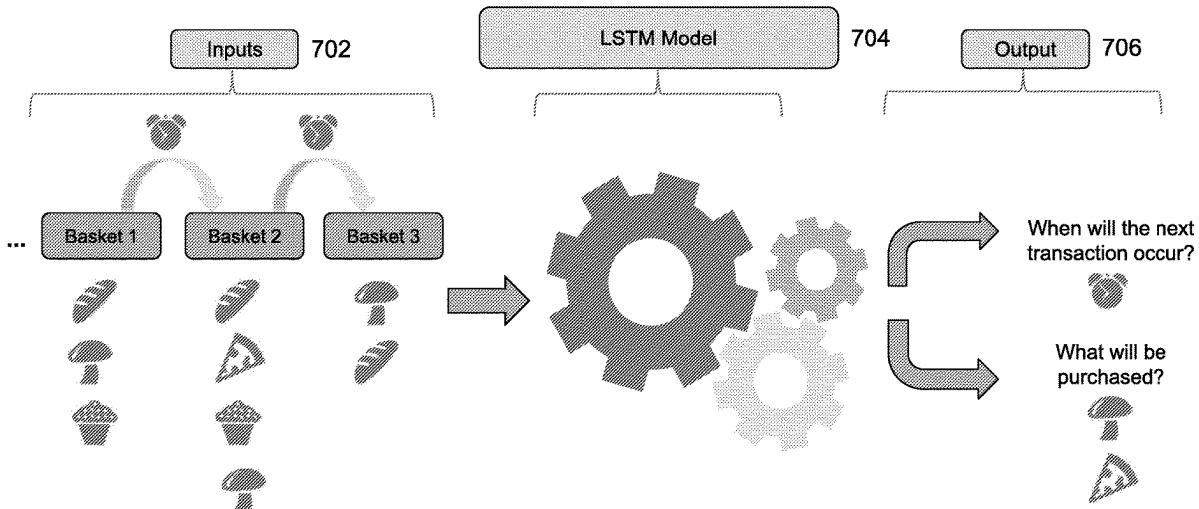 Inputs 702
LSTM Model 704
Output 706
... Basket 1 Basket 2 Basket 3
When will the next
transaction occur?
What will be
purchased?